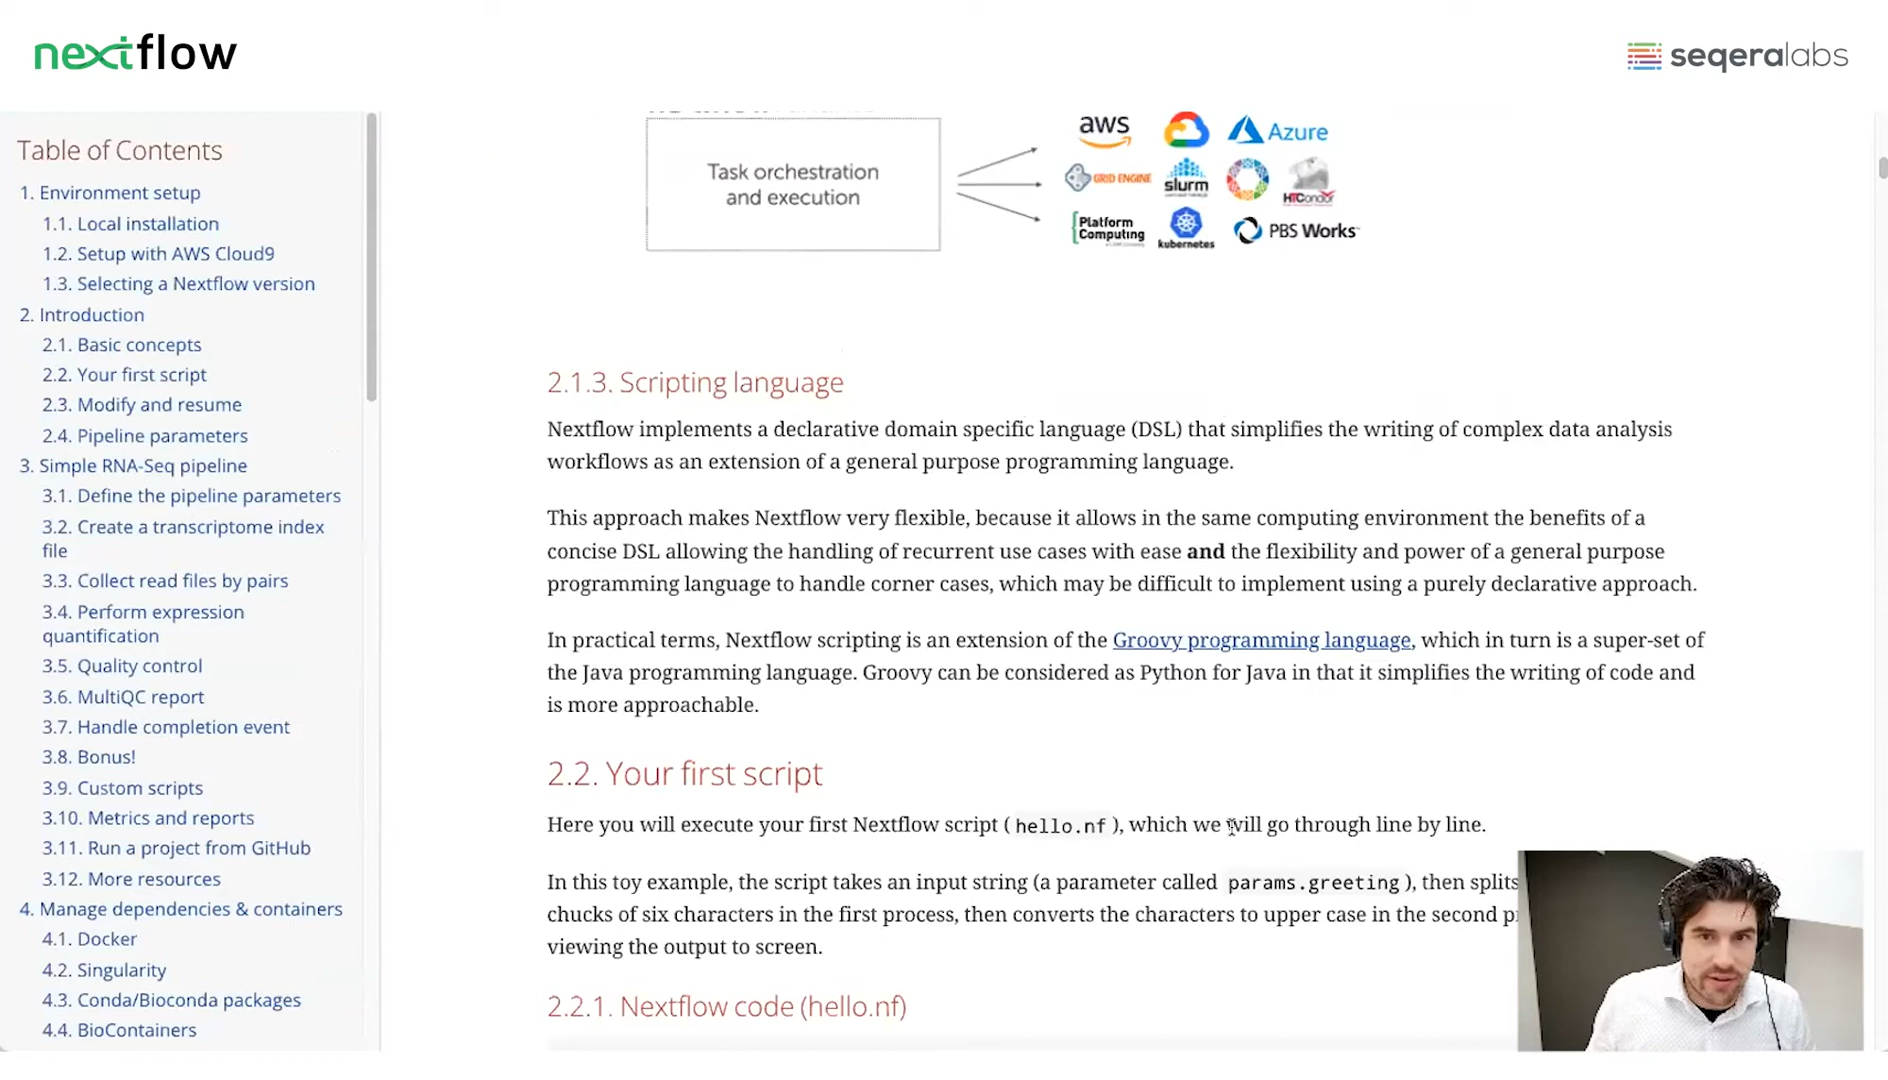 nextflow
seqeralabs
Table of Contents
1. Environment setup
1.1. Local installation
1.2. Setup with AWS Cloud9
1.3. Selecting a Nextflow version
2. Introduction
2.1. Basic concepts
2.2. Your first script
2.3. Modify and resume
2.4. Pipeline parameters
3. Simple RNA-Seq pipeline
3.1. Define the pipeline parameters
3.2. Create a transcriptome index
file
3.3. Collect read files by pairs
3.4. Perform expression
quantification
3.5. Quality control
3.6. MultiQC report
3.7. Handle completion event
3.8. Bonus!
3.9. Custom scripts
3.10. Metrics and reports
3.11. Run a project from GitHub
3.12. More resources
4. Manage dependencies & containers
4.1. Docker
4.2. Singularity
4.3. Conda/Bioconda packages
4.4. BioContainers
Task orchestration
and execution
aws
Azure
GRID ENGINE
slurm
HTCondor
Platform
Computing
kubernetes
PBS Works
2.1.3. Scripting language
Nextflow implements a declarative domain specific language (DSL) that simplifies the writing of complex data analysis
workflows as an extension of a general purpose programming language.
This approach makes Nextflow very flexible, because it allows in the same computing environment the benefits of a
concise DSL allowing the handling of recurrent use cases with ease and the flexibility and power of a general purpose
programming language to handle corner cases, which may be difficult to implement using a purely declarative approach.
In practical terms, Nextflow scripting is an extension of the Groovy programming language, which in turn is a super-set of
the Java programming language. Groovy can be considered as Python for Java in that it simplifies the writing of code and
is more approachable.
2.2. Your first script
Here you will execute your first Nextflow script (hello.nf), which we will go through line by line.
In this toy example, the script takes an input string (a parameter called params.greeting), then splits
chucks of six characters in the first process, then converts the characters to upper case in the second
viewing the output to screen.
2.2.1. Nextflow code (hello.nf)